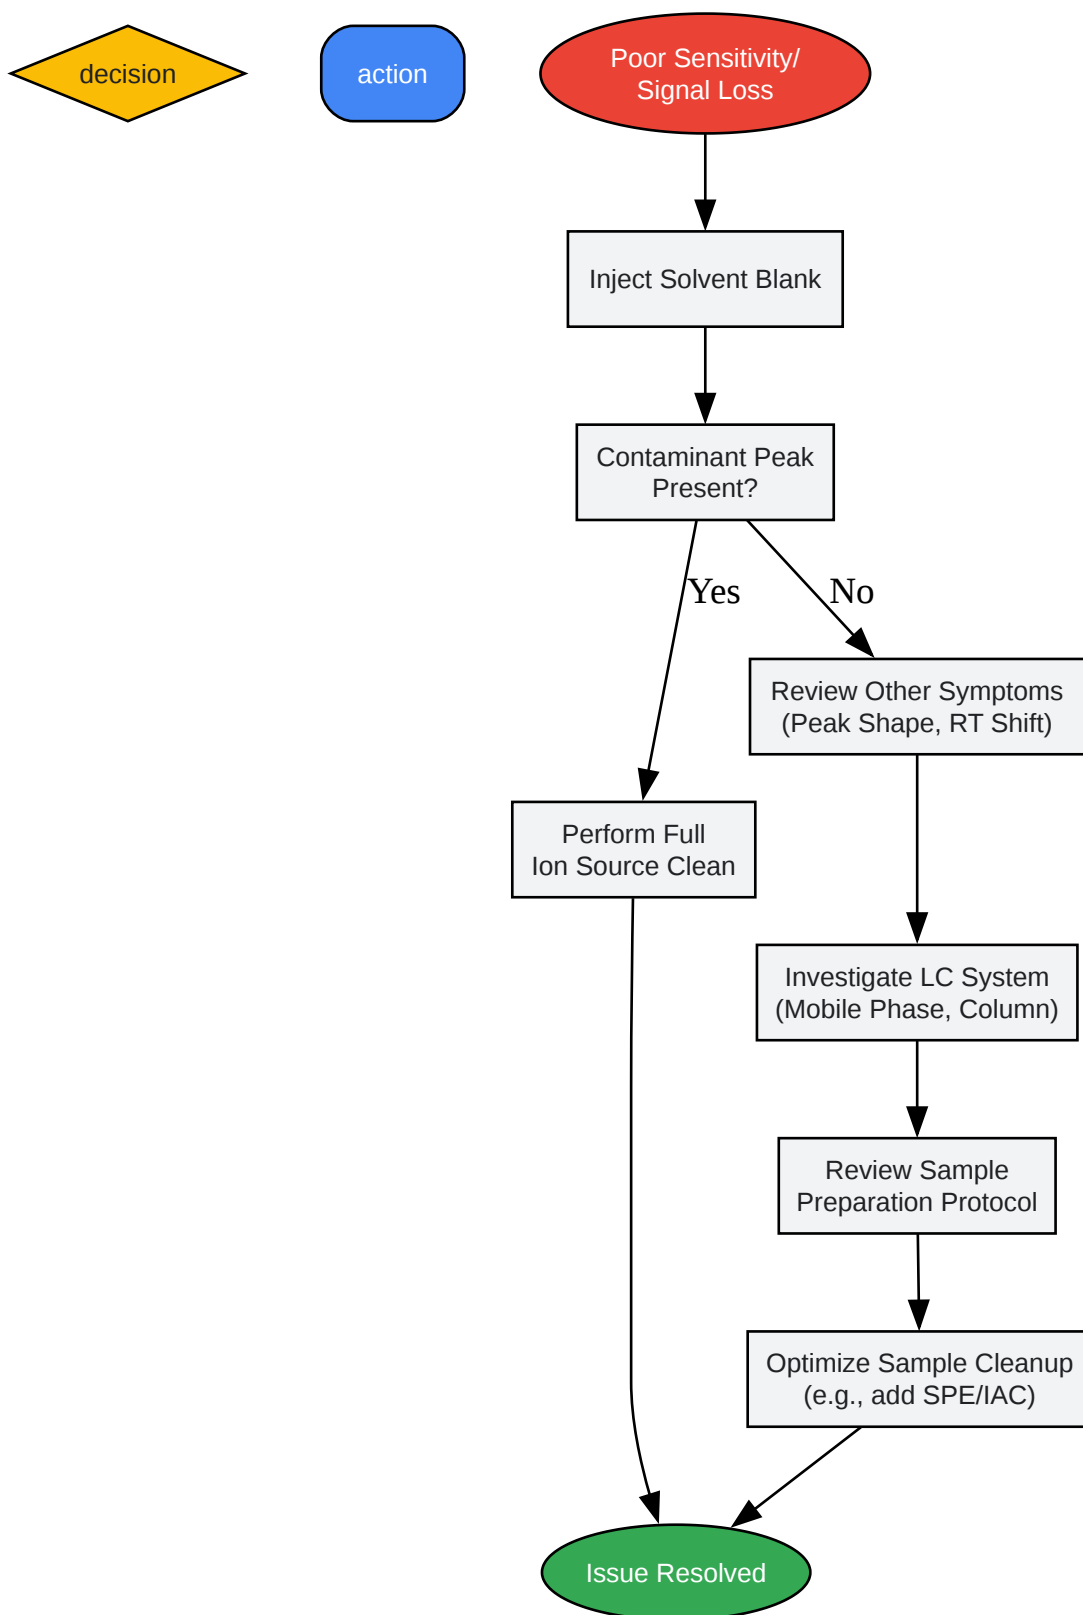 decision
action
Poor Sensitivity/
Signal Loss
Inject Solvent Blank
Contaminant Peak
Present?
Yes
No
Review Other Symptoms
(Peak Shape, RT Shift)
Perform Full
Ion Source Clean
Investigate LC System
(Mobile Phase, Column)
Review Sample
Preparation Protocol
Optimize Sample Cleanup
(e.g., add SPE/IAC)
Issue Resolved